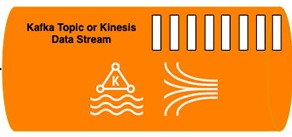 Kafka Topic or Kinesis
Data Stream
K